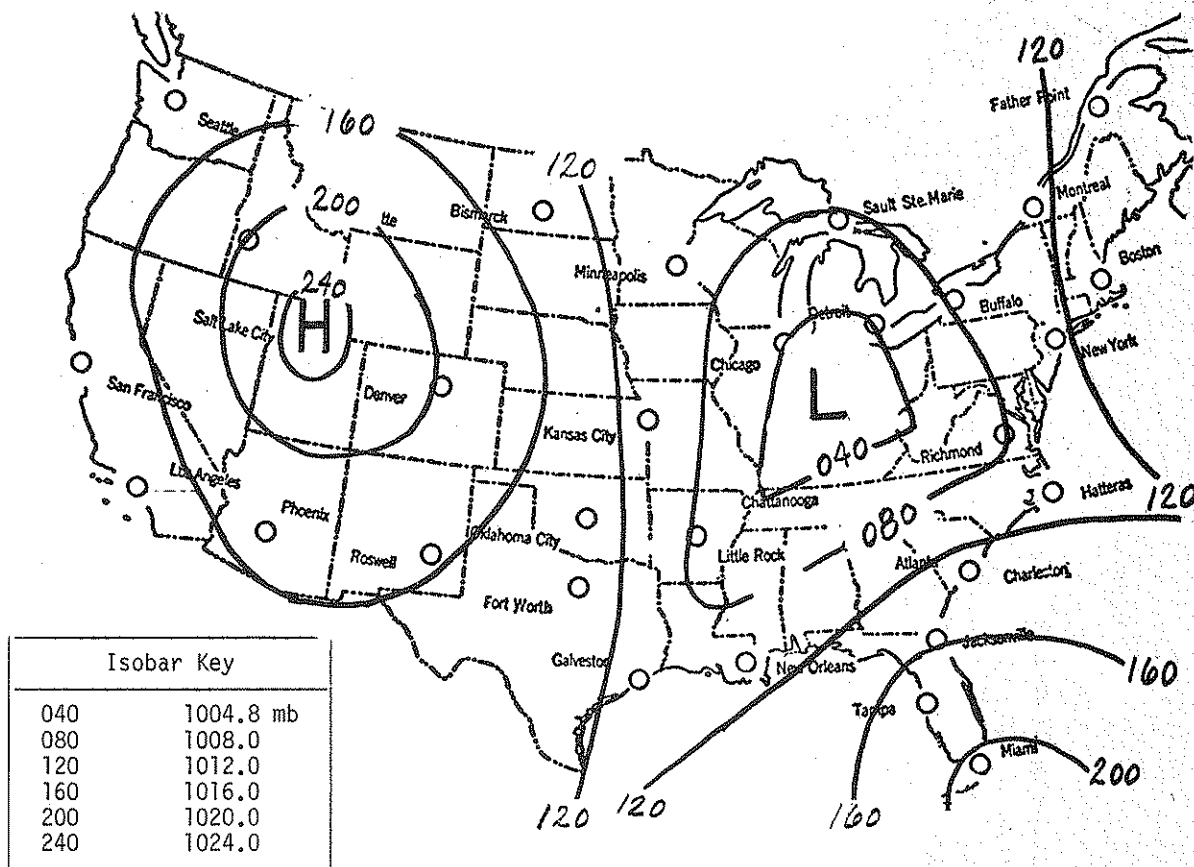 120
Father Point
Seattle
160
Montreal
120
200
ttle
Bismarck
Sault Ste. Marie
Boston
Minneapolis
240
Buffalo
Salt Lake City
H
Detroit
New York
Chicago
San Francisco
Denver
L
Kansas City
040
Richmond
Los Angeles
Chattanooga
Hatteras
120
Phoenix
Oklahoma City
080
Roswell
Little Rock
Atlanta
Charleston
Fort Worth
Jacksonville
Galveston
New Orleans
160
Tampa
Miami
200
120
120
160
Isobar Key
040 1004.8 mb
080 1008.0
120 1012.0
160 1016.0
200 1020.0
240 1024.0